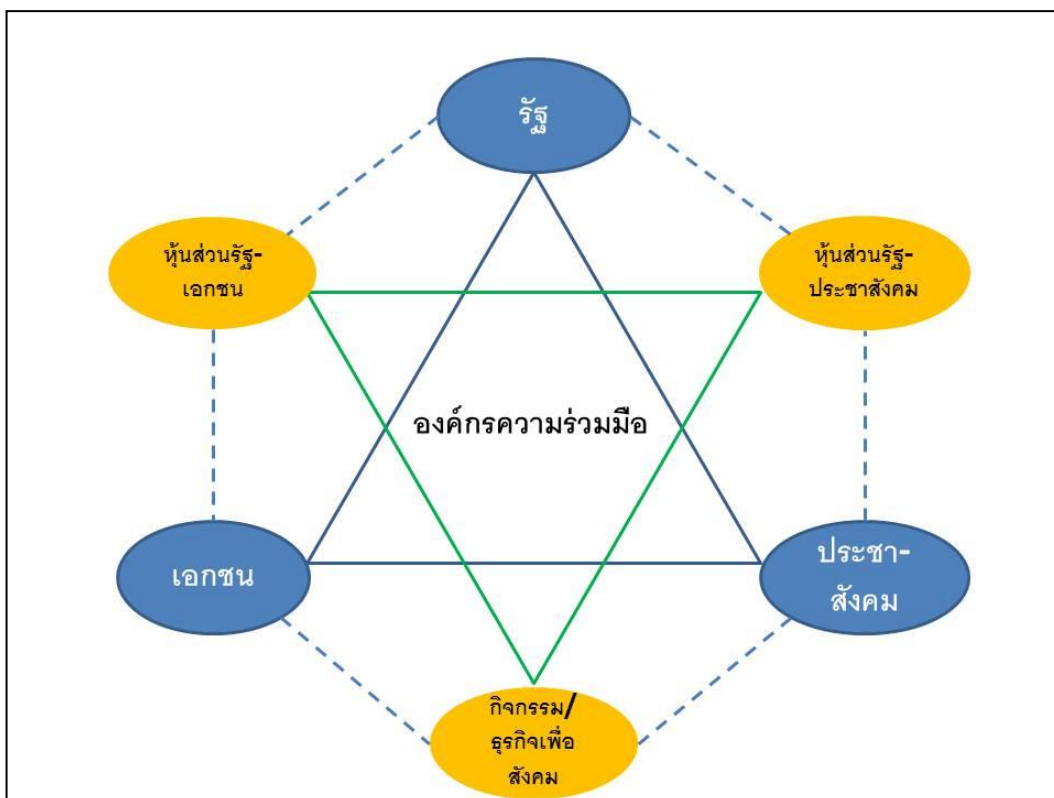 รัฐ
หุ้นส่วนรัฐ-
เอกชน
หุ้นส่วนรัฐ-
ประชาสังคม
องค์กรความร่วมมือ
เอกชน
ประชา-
สังคม
กิจกรรม/
ธุรกิจเพื่อ
สังคม